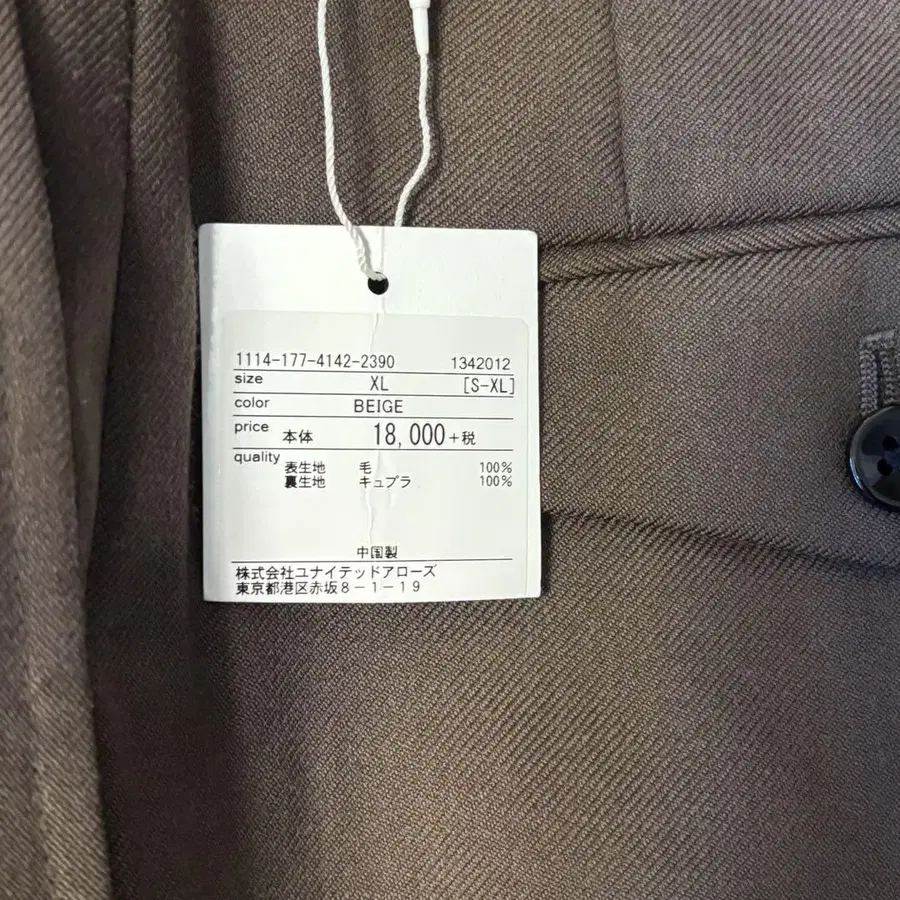 1114-177-4142-2390 1342012
size XL [S-XL]
color BEIGE
price 本体 18,000+税
quality 表生地 毛 100%
裏生地 キュプラ 100%
中国製
株式会社ユナイテッドアローズ
東京都港区赤坂8-1-19